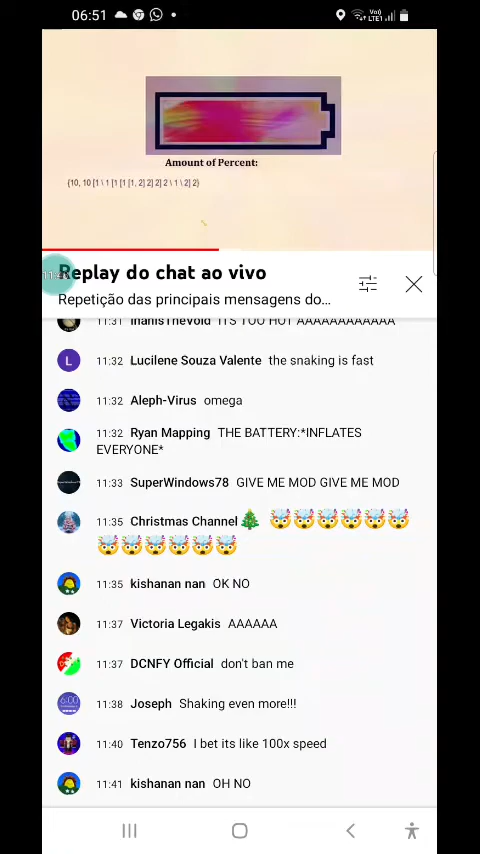 06:51
Vo)
LTE1
Amount of Percent:
{10, 10 [1 \ 1 [1 [1 [1, 2] 2] 2] 2 \ 1 \ 2] 2}
Replay do chat ao vivo
Repetição das principais mensagens do...
11:31 InanisTheVoid ITS TOO HOT AAAAAAAAAAAA
L 11:32 Lucilene Souza Valente the snaking is fast
11:32 Aleph-Virus omega
11:32 Ryan Mapping THE BATTERY:*INFLATES
EVERYONE*
11:33 SuperWindows78 GIVE ME MOD GIVE ME MOD
11:35 Christmas Channel🎄 🤯🤯🤯🤯🤯🤯
🤯🤯🤯🤯🤯🤯
11:35 kishanan nan OK NO
11:37 Victoria Legakis AAAAAA
11:37 DCNFY Official don't ban me
6:00 11:38 Joseph Shaking even more!!!
11:40 Tenzo756 I bet its like 100x speed
11:41 kishanan nan OH NO